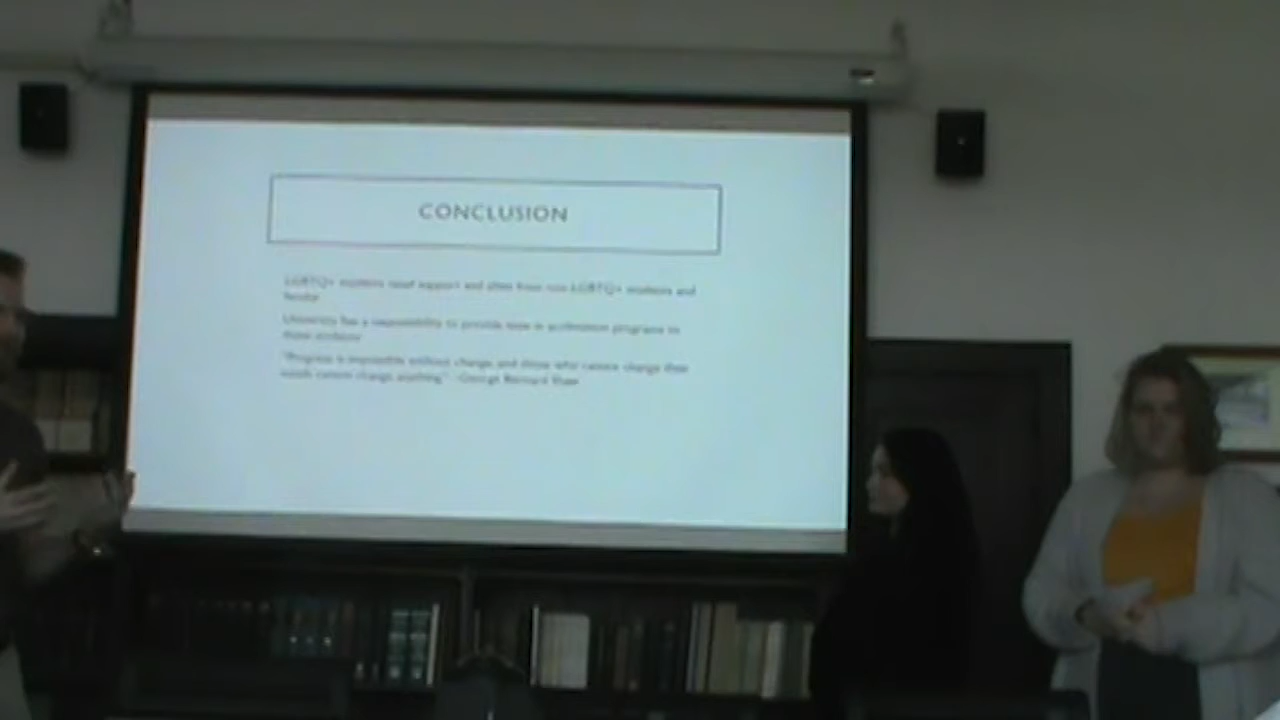 CONCLUSION
LGBTQ+ students need support and allies from non-LGBTQ+ students and
faculty
University has a responsibility to provide ease in acclimation programs to
these students
"Progress is impossible without change, and those who cannot change their
minds cannot change anything." -George Bernard Shaw